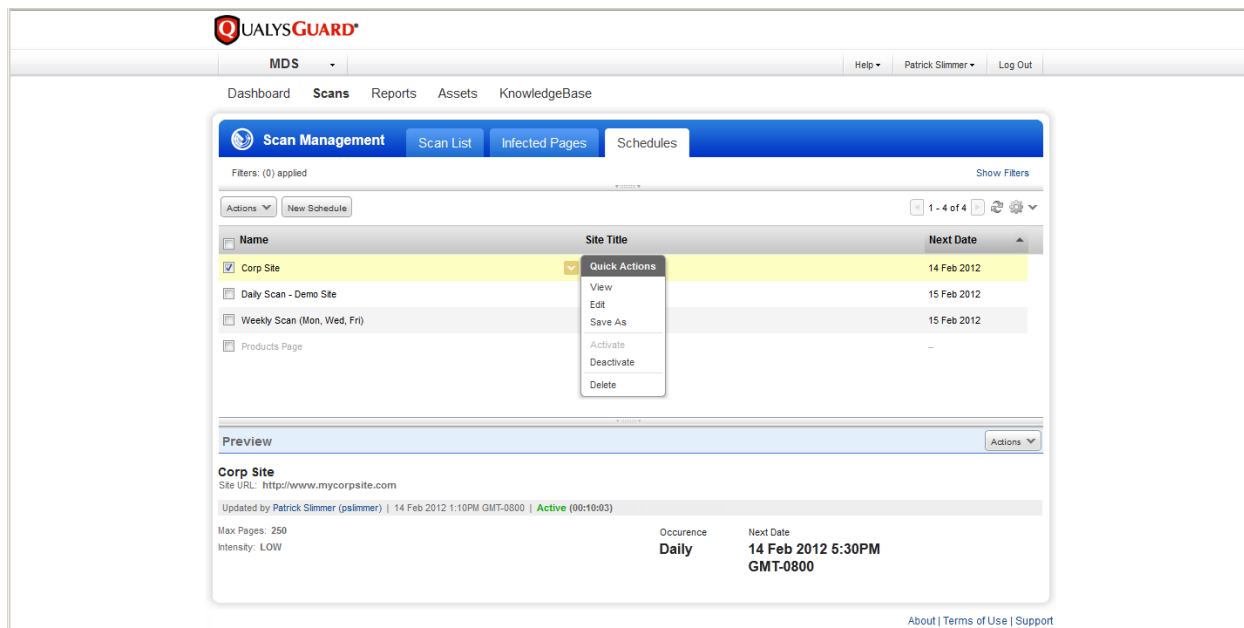 QUALYSGUARD®
MDS
Help Patrick Slimmer Log Out
Dashboard Scans Reports Assets KnowledgeBase
Scan Management Scan List Infected Pages Schedules
Filters: (0) applied Show Filters
Actions New Schedule 1 - 4 of 4
Name Site Title Next Date
Corp Site Quick Actions 14 Feb 2012
View
Daily Scan - Demo Site 15 Feb 2012
Edit
Weekly Scan (Mon, Wed, Fri) Save As 15 Feb 2012
Products Page Activate –
Deactivate
Delete
Preview Actions
Corp Site
Site URL: http://www.mycorpsite.com
Updated by Patrick Slimmer (pslimmer) | 14 Feb 2012 1:10PM GMT-0800 | Active (00:10:03)
Max Pages: 250 Occurence Next Date
Intensity: LOW Daily 14 Feb 2012 5:30PM
GMT-0800
About | Terms of Use | Support